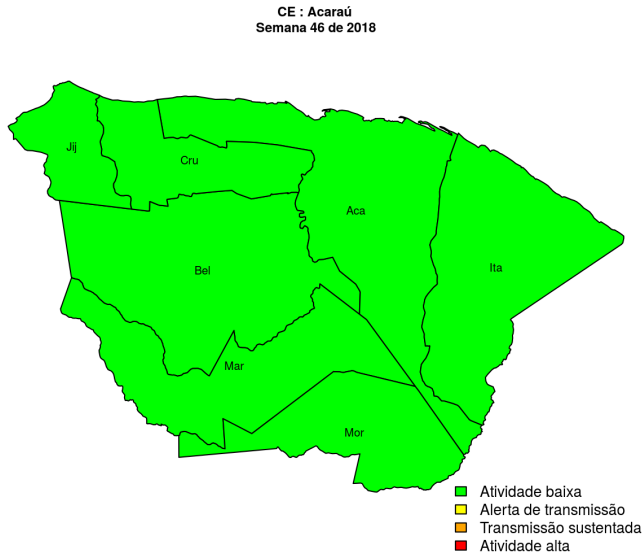 CE : Acaraú
Semana 46 de 2018
Jij
Cru
Aca
Bel
Ita
Mar
Mor
Atividade baixa
Alerta de transmissão
Transmissão sustentada
Atividade alta